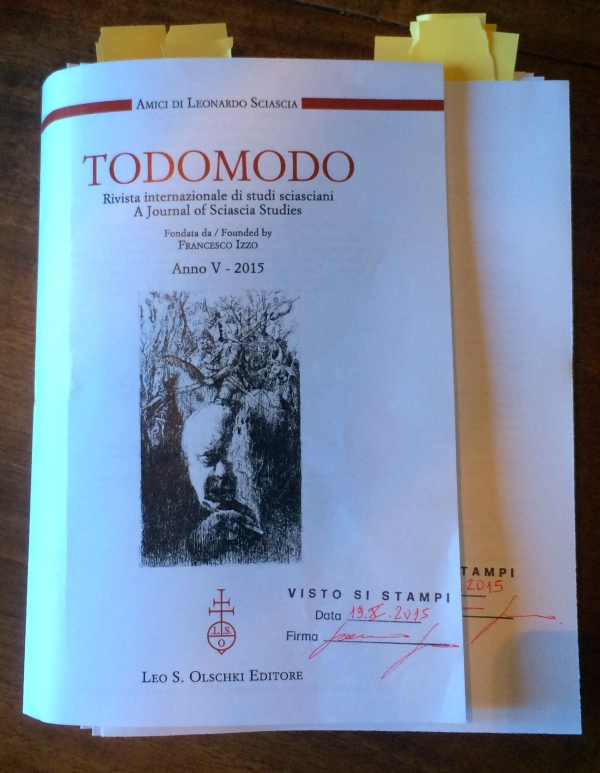 AMICI DI LEONARDO SCIASCIA
TODOMODO
Rivista internazionale di studi sciasciani
A Journal of Sciascia Studies
Fondata da / Founded by
FRANCESCO IZZO
Anno V - 2015
L S
O
LEO S. OLSCHKI EDITORE
VISTO SI STAMPI
Data 19.X.2015
Firma
TAMPI
2015